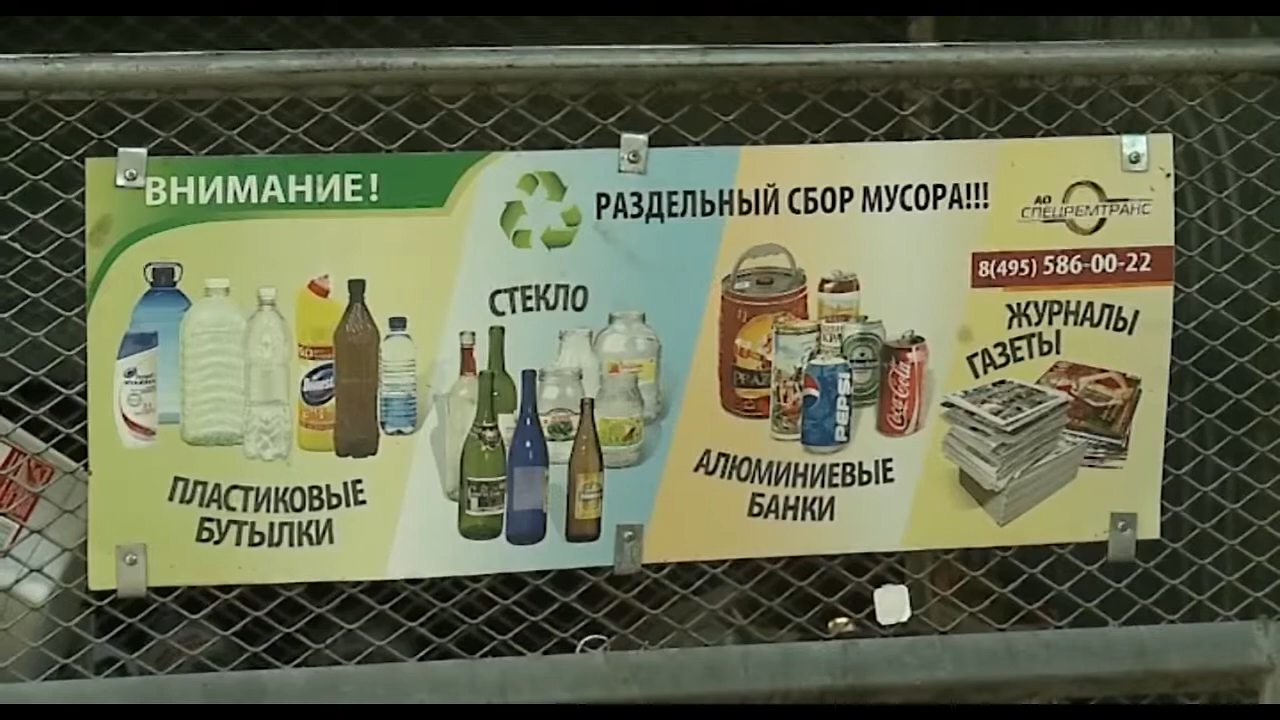 ВНИМАНИЕ!
РАЗДЕЛЬНЫЙ СБОР МУСОРА!!!
АО
СПЕЦРЕМТРАНС
8(495) 586-00-22
СТЕКЛО
ЖУРНАЛЫ
ГАЗЕТЫ
ПЛАСТИКОВЫЕ
БУТЫЛКИ
АЛЮМИНИЕВЫЕ
БАНКИ
PEPSI
Coca-Cola